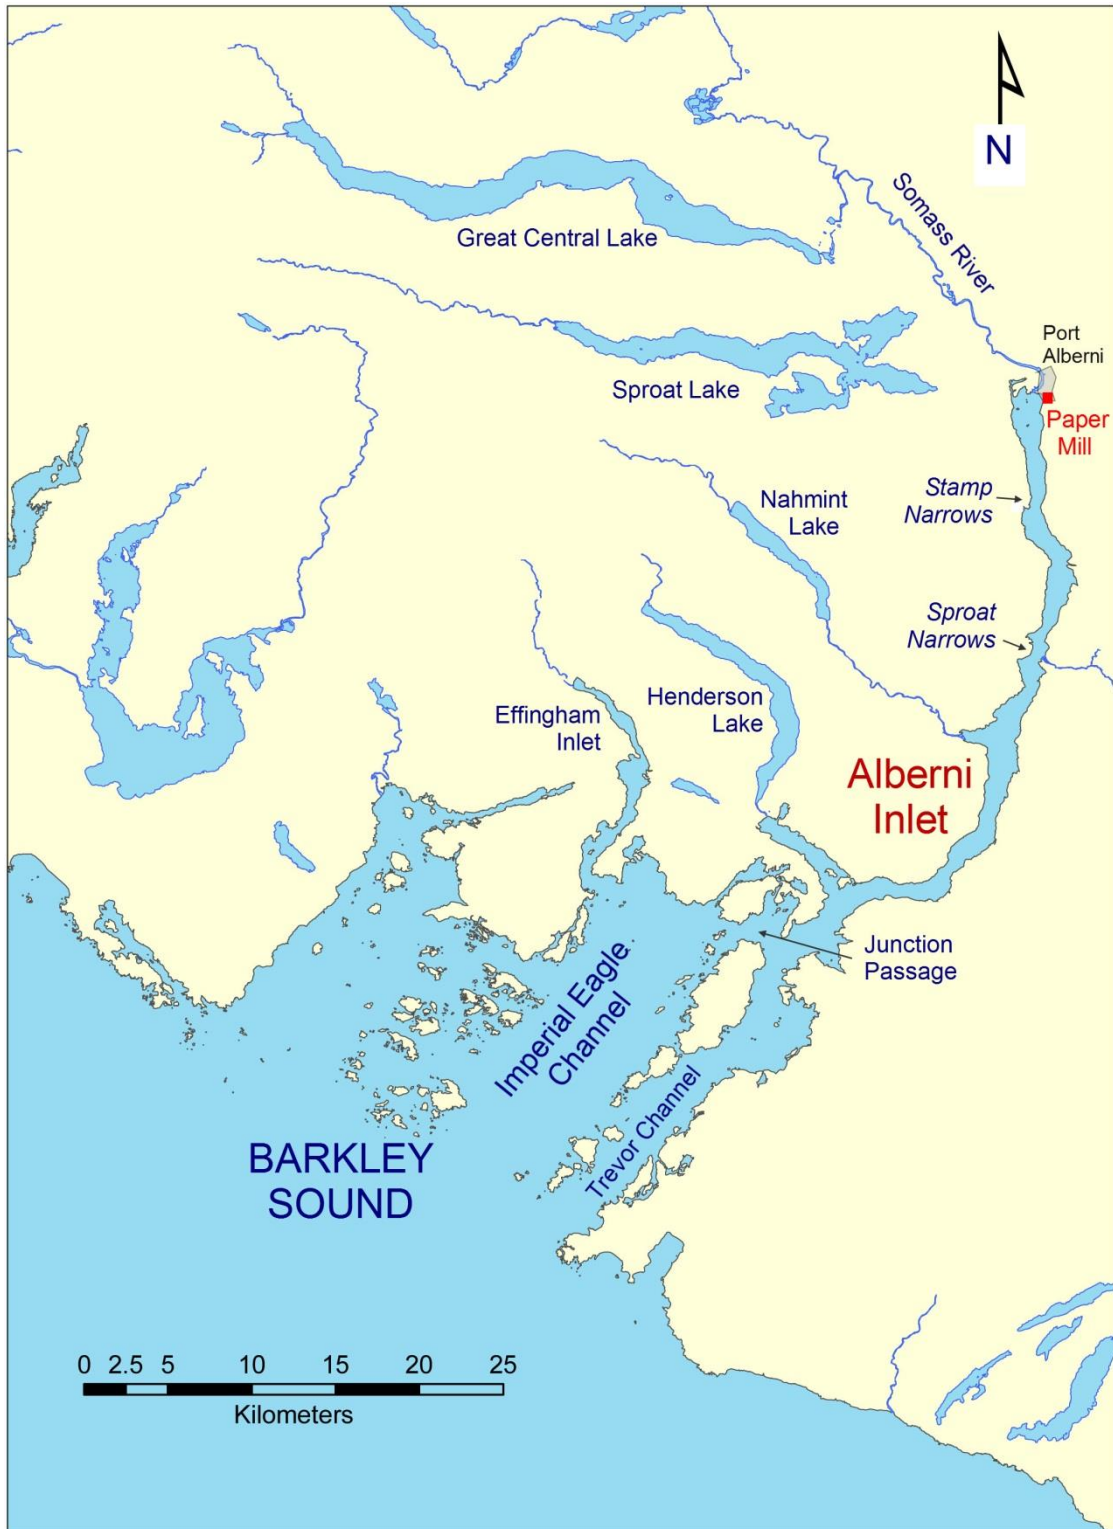 N
Somass River
Great Central Lake
Port
Alberni
Sproat Lake
Paper
Mill
Stamp
Narrows
Nahmint
Lake
Sproat
Narrows
Effingham
Inlet
Henderson
Lake
Alberni
Inlet
Junction
Passage
Imperial Eagle
Channel
Trevor Channel
BARKLEY
SOUND
0 2.5 5 10 15 20 25
Kilometers